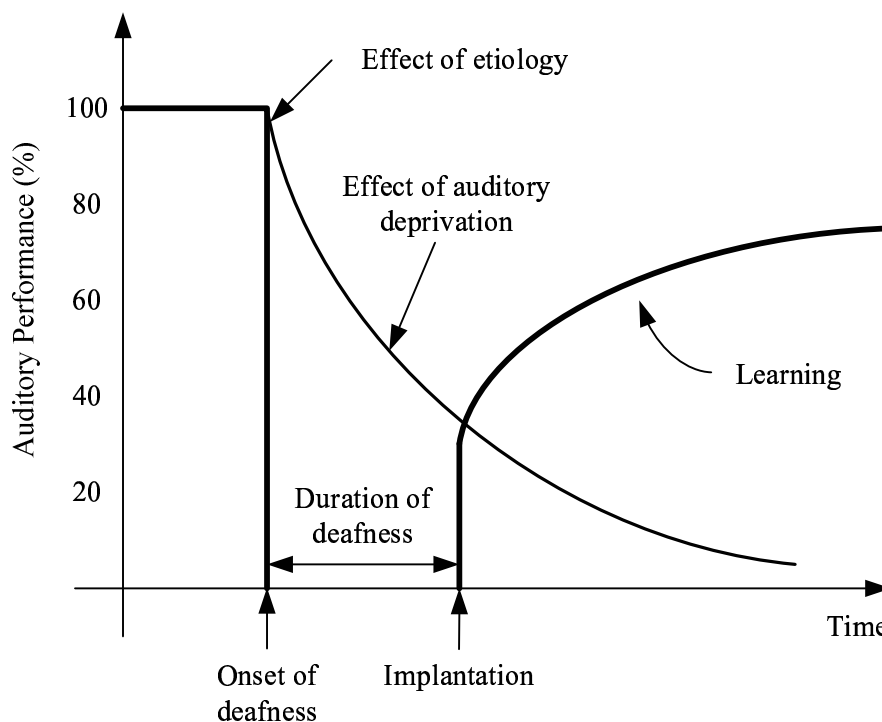 Effect of etiology
100
Effect of auditory
deprivation
80
60
40
20
Auditory Performance (%)
Learning
Duration of
deafness
Time
Onset of
deafness
Implantation